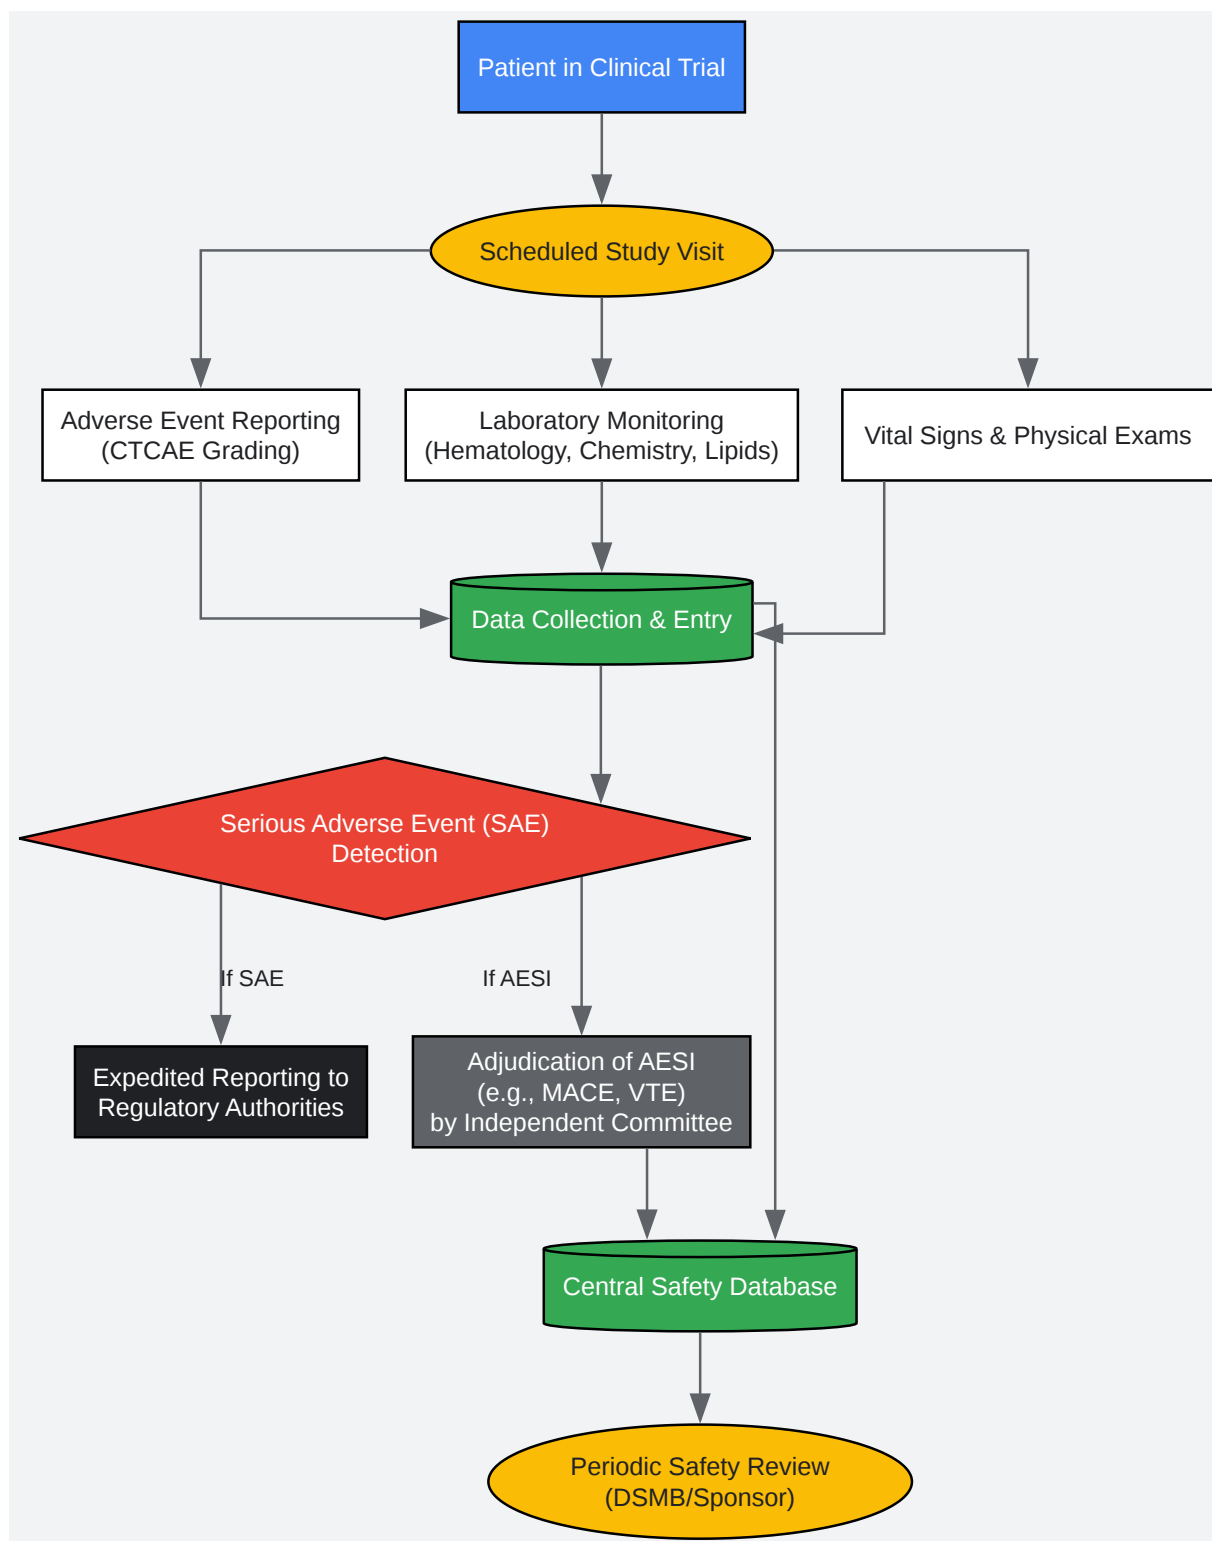 Patient in Clinical Trial
Scheduled Study Visit
Adverse Event Reporting
(CTCAE Grading)
Laboratory Monitoring
(Hematology, Chemistry, Lipids)
Vital Signs & Physical Exams
Data Collection & Entry
Serious Adverse Event (SAE)
Detection
If SAE
If AESI
Expedited Reporting to
Regulatory Authorities
Adjudication of AESI
(e.g., MACE, VTE)
by Independent Committee
Central Safety Database
Periodic Safety Review
(DSMB/Sponsor)